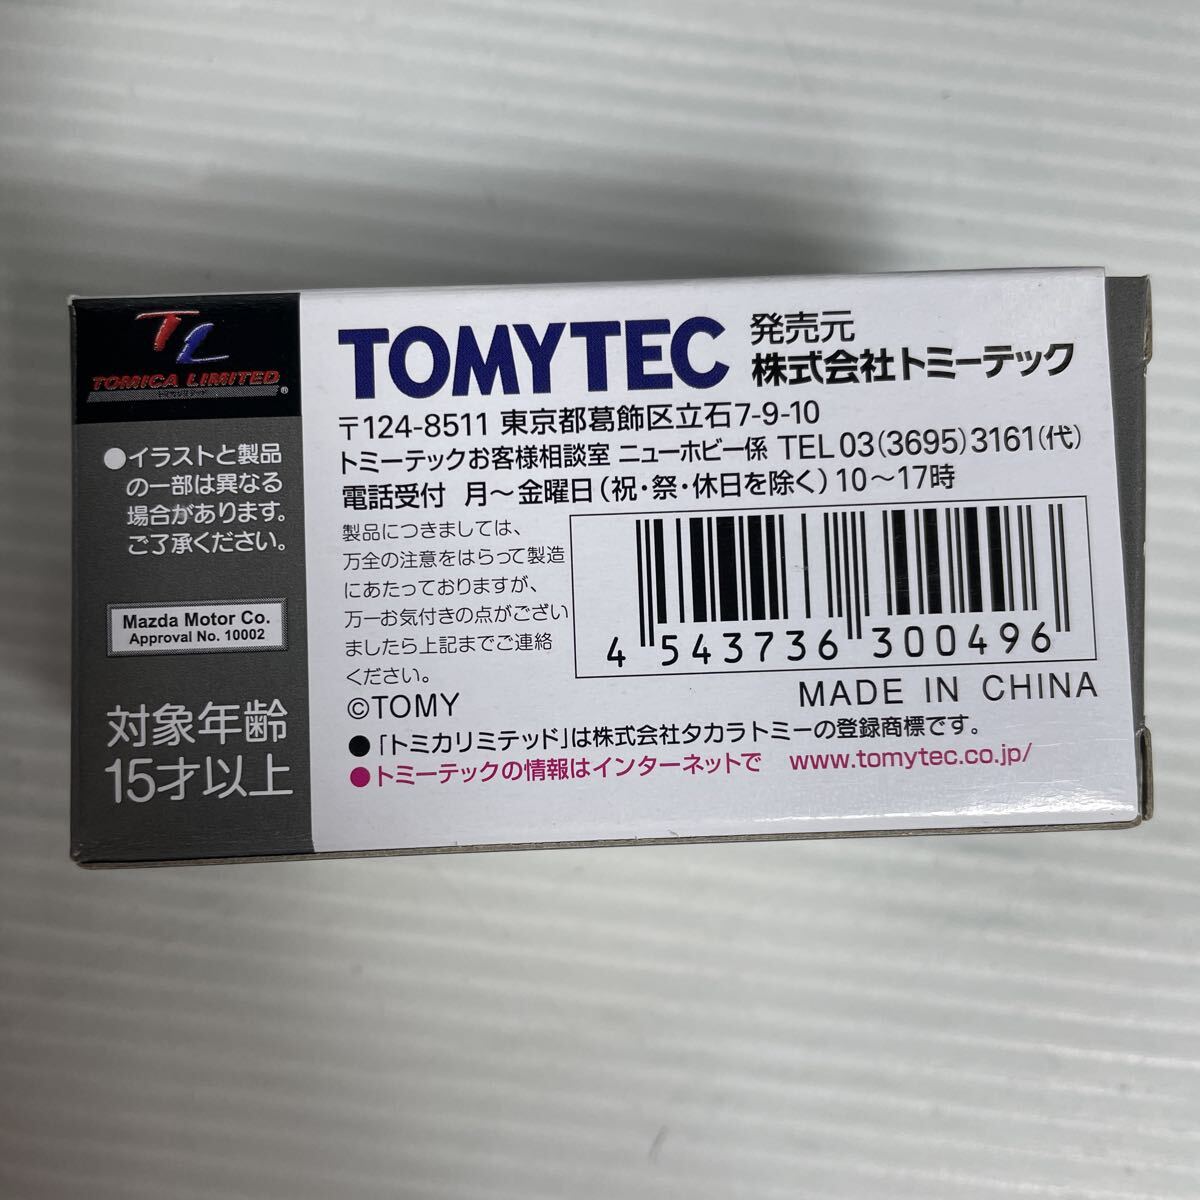 TL
TOMICA LIMITED®
トミカリミテッド
●イラストと製品
の一部は異なる
場合があります。
ご了承ください。
Mazda Motor Co.
Approval No. 10002
対象年齢
15才以上
TOMYTEC
発売元
株式会社トミーテック
〒124-8511 東京都葛飾区立石7-9-10
トミーテックお客様相談室 ニューホビー係 TEL 03(3695)3161(代)
電話受付 月〜金曜日(祝・祭・休日を除く)10〜17時
製品につきましては、
万全の注意をはらって製造
にあたっておりますが、
万一お気付きの点がござい
ましたら上記までご連絡
ください。
4 543736 300496
©TOMY
MADE IN CHINA
●「トミカリミテッド」は株式会社タカラトミーの登録商標です。
●トミーテックの情報はインターネットで www.tomytec.co.jp/